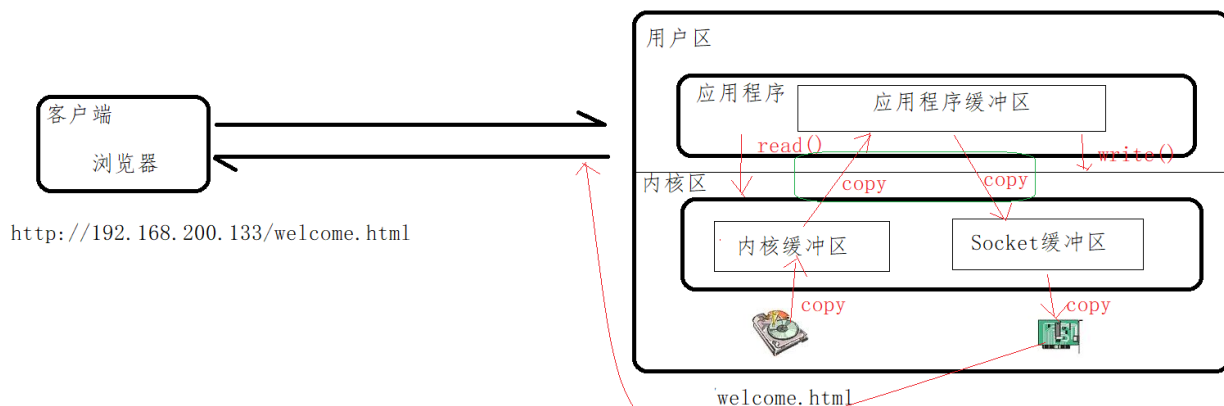 用户区
应用程序
应用程序缓冲区
客户端
浏览器
read()
write()
内核区
copy
copy
http://192.168.200.133/welcome.html
内核缓冲区
Socket缓冲区
copy
copy
welcome.html